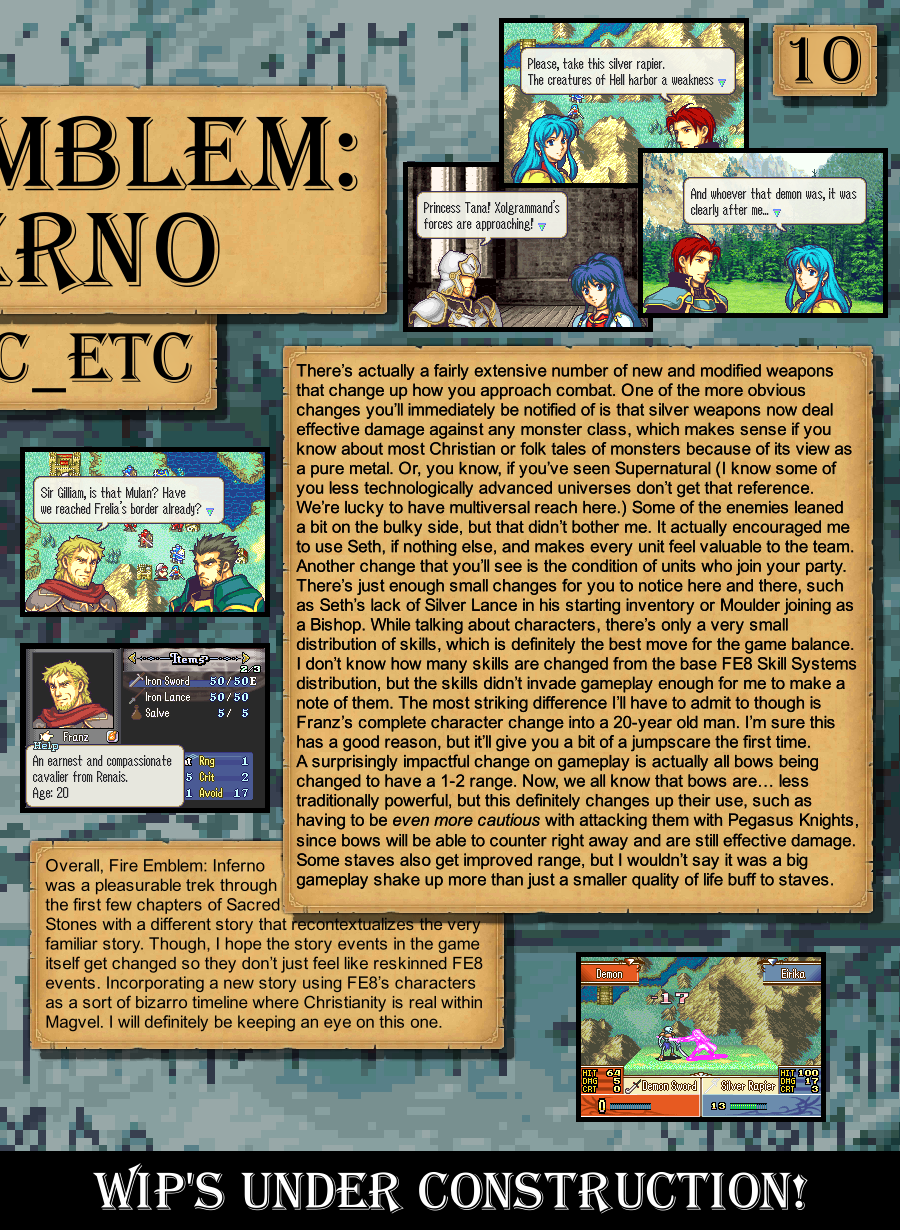 10
MBLEM:
RNO
C_ETC
Please, take this silver rapier.
The creatures of Hell harbor a weakness
Princess Tana! Xolgrammand's
forces are approaching!
And whoever that demon was, it was
clearly after me...
There's actually a fairly extensive number of new and modified weapons
that change up how you approach combat. One of the more obvious
changes you'll immediately be notified of is that silver weapons now deal
effective damage against any monster class, which makes sense if you
know about most Christian or folk tales of monsters because of its view as
a pure metal. Or, you know, if you've seen Supernatural (I know some of
you less technologically advanced universes don't get that reference.
We're lucky to have multiversal reach here.) Some of the enemies leaned
a bit on the bulky side, but that didn't bother me. It actually encouraged me
to use Seth, if nothing else, and makes every unit feel valuable to the team.
Another change that you'll see is the condition of units who join your party.
There's just enough small changes for you to notice here and there, such
as Seth's lack of Silver Lance in his starting inventory or Moulder joining as
a Bishop. While talking about characters, there's only a very small
distribution of skills, which is definitely the best move for the game balance.
I don't know how many skills are changed from the base FE8 Skill Systems
distribution, but the skills didn't invade gameplay enough for me to make a
note of them. The most striking difference I'll have to admit to though is
Franz's complete character change into a 20-year old man. I'm sure this
has a good reason, but it'll give you a bit of a jumpscare the first time.
A surprisingly impactful change on gameplay is actually all bows being
changed to have a 1-2 range. Now, we all know that bows are… less
traditionally powerful, but this definitely changes up their use, such as
having to be even more cautious with attacking them with Pegasus Knights,
since bows will be able to counter right away and are still effective damage.
Some staves also get improved range, but I wouldn't say it was a big
gameplay shake up more than just a smaller quality of life buff to staves.
Sir Gilliam, is that Mulan? Have
we reached Frelia's border already?
Items
2/3
Iron Sword 50/50E
Iron Lance 50/50
Salve 5/ 5
Franz
Help
An earnest and compassionate
cavalier from Renais.
Age: 20
Rng 1
5 Crit 2
1 Avoid 17
Overall, Fire Emblem: Inferno
was a pleasurable trek through
the first few chapters of Sacred
Stones with a different story that recontextualizes the very
familiar story. Though, I hope the story events in the game
itself get changed so they don't just feel like reskinned FE8
events. Incorporating a new story using FE8's characters
as a sort of bizarro timeline where Christianity is real within
Magvel. I will definitely be keeping an eye on this one.
Demon
Eirika
-17
HIT 64
DMG 5
CRT 0
Demon Sword
Silver Rapier
HIT 100
DMG 17
CRT 3
0
13
WIP'S UNDER CONSTRUCTION!